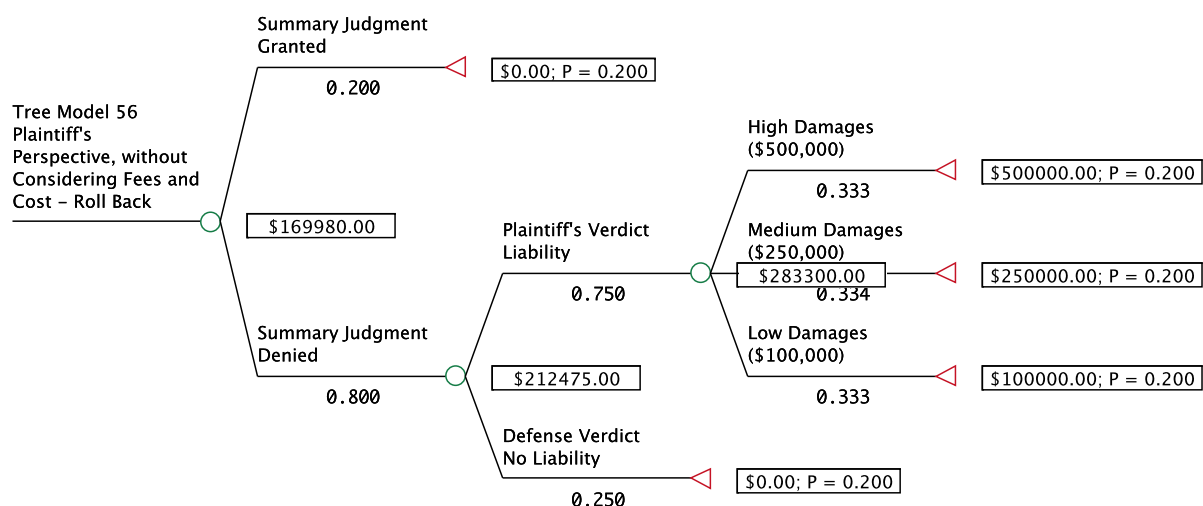 Summary Judgment
Granted
$0.00; P = 0.200
0.200
Tree Model 56
Plaintiff's
Perspective, without
Considering Fees and
Cost – Roll Back
$169980.00
High Damages
($500,000)
$500000.00; P = 0.200
0.333
Plaintiff's Verdict
Liability
0.750
Medium Damages
($250,000)
$283300.00
$250000.00; P = 0.200
0.334
Summary Judgment
Denied
0.800
$212475.00
Low Damages
($100,000)
$100000.00; P = 0.200
0.333
Defense Verdict
No Liability
$0.00; P = 0.200
0.250